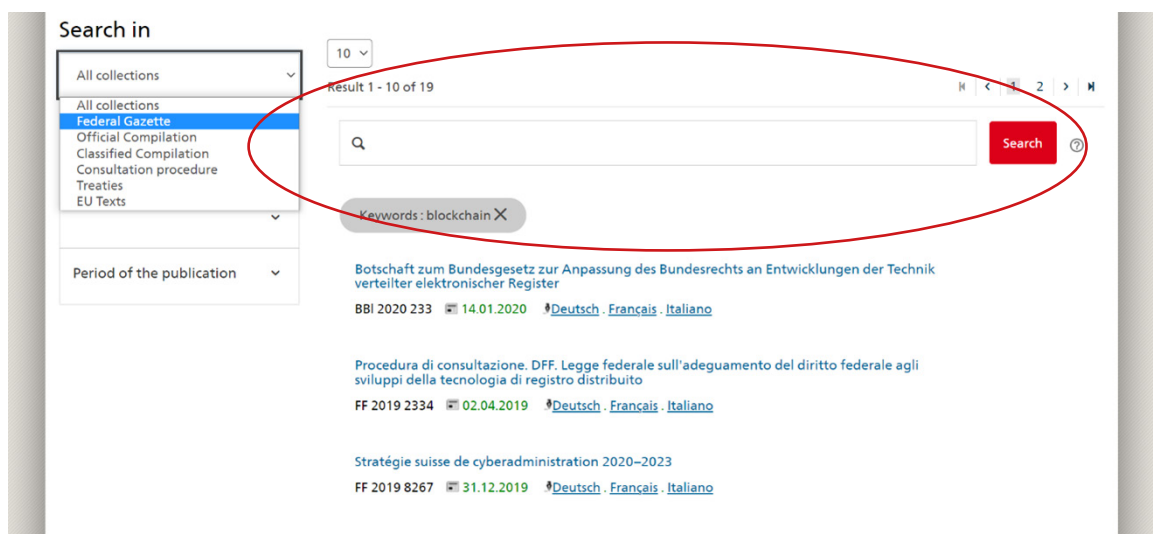 Search in
All collections
All collections
Federal Gazette
Official Compilation
Classified Compilation
Consultation procedure
Treaties
EU Texts
Period of the publication
10
Result 1 - 10 of 19
1 2
Search
Keywords : blockchain
Botschaft zum Bundesgesetz zur Anpassung des Bundesrechts an Entwicklungen der Technik
verteilter elektronischer Register
BBl 2020 233 14.01.2020 Deutsch . Français . Italiano
Procedura di consultazione. DFF. Legge federale sull'adeguamento del diritto federale agli
sviluppi della tecnologia di registro distribuito
FF 2019 2334 02.04.2019 Deutsch . Français . Italiano
Stratégie suisse de cyberadministration 2020–2023
FF 2019 8267 31.12.2019 Deutsch . Français . Italiano